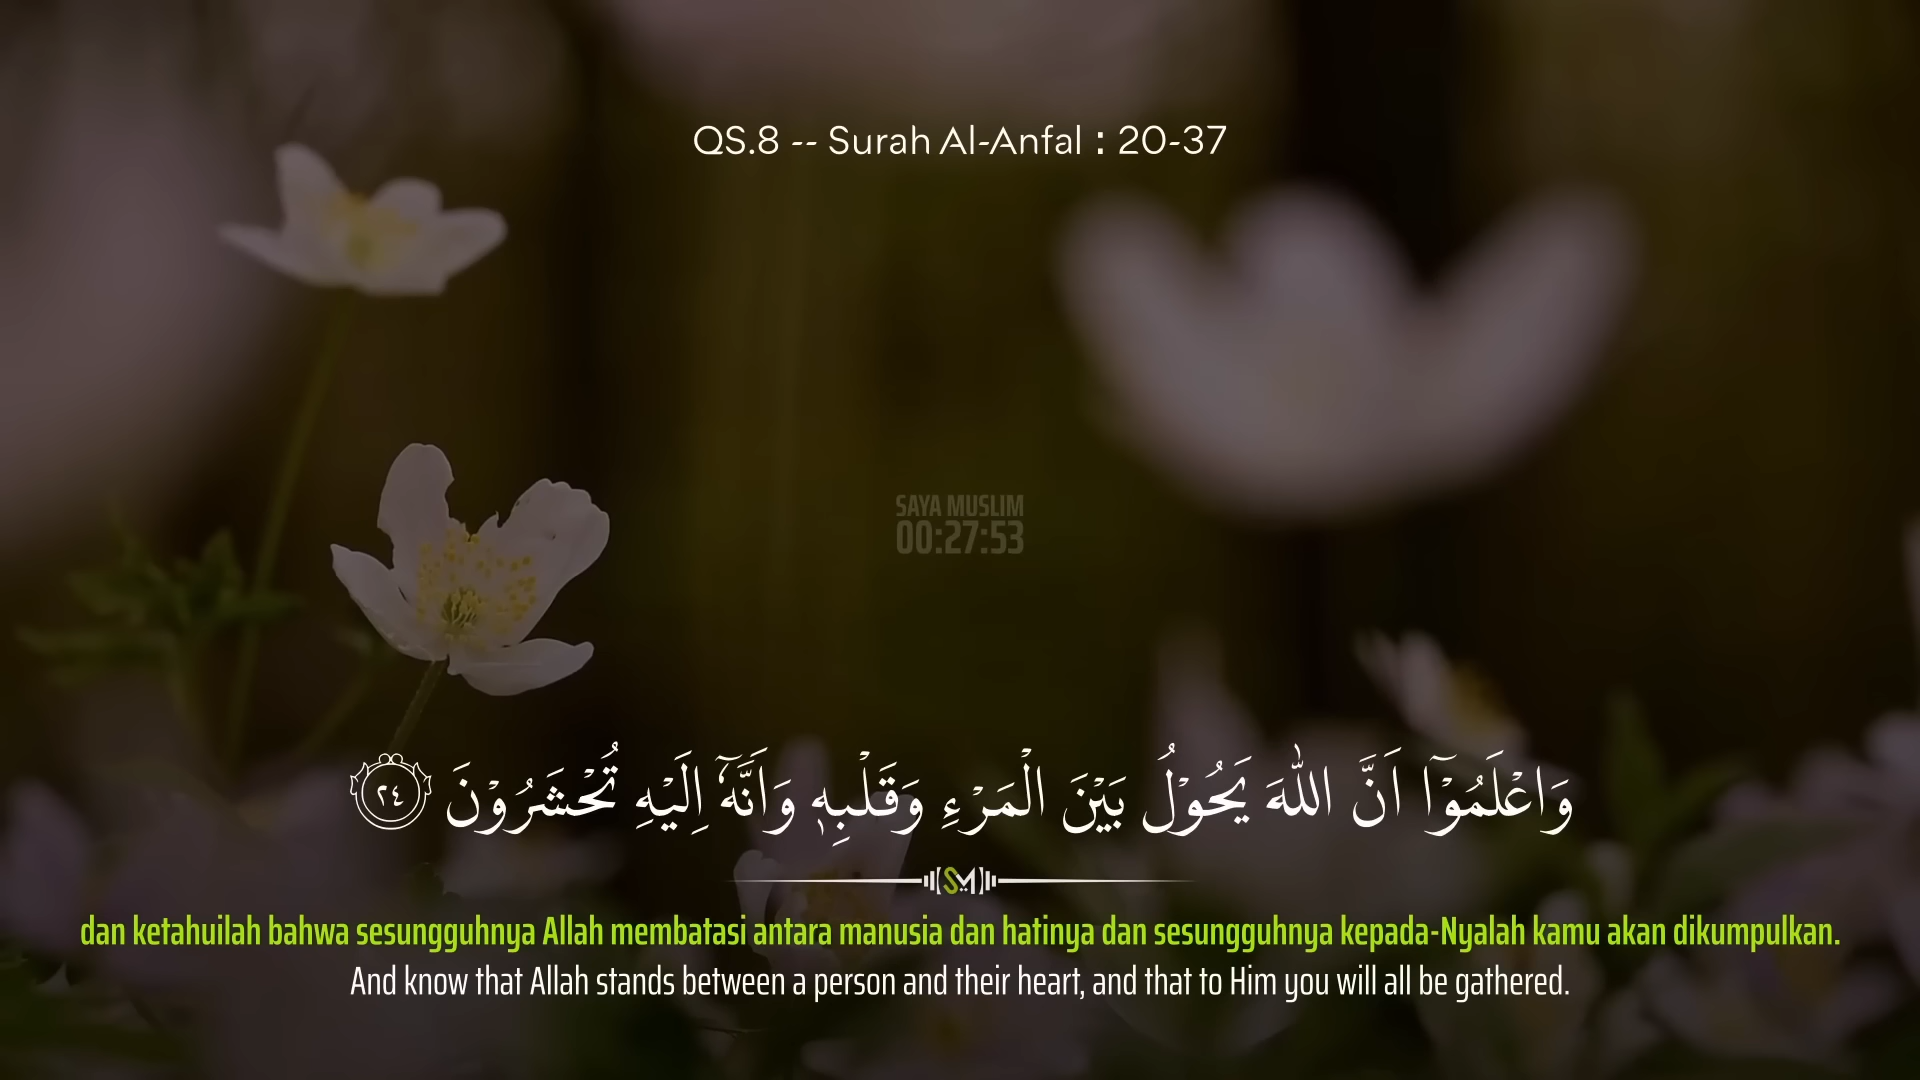 QS.8 -- Surah Al-Anfal : 20-37
SAYA MUSLIM
00:27:53
وَاعْلَمُوْٓا اَنَّ اللّٰهَ يَحُوْلُ بَيْنَ الْمَرْءِ وَقَلْبِهٖ وَاَنَّهٗٓ اِلَيْهِ تُحْشَرُوْنَ ٢٤
SM
dan ketahuilah bahwa sesungguhnya Allah membatasi antara manusia dan hatinya dan sesungguhnya kepada-Nyalah kamu akan dikumpulkan.
And know that Allah stands between a person and their heart, and that to Him you will all be gathered.